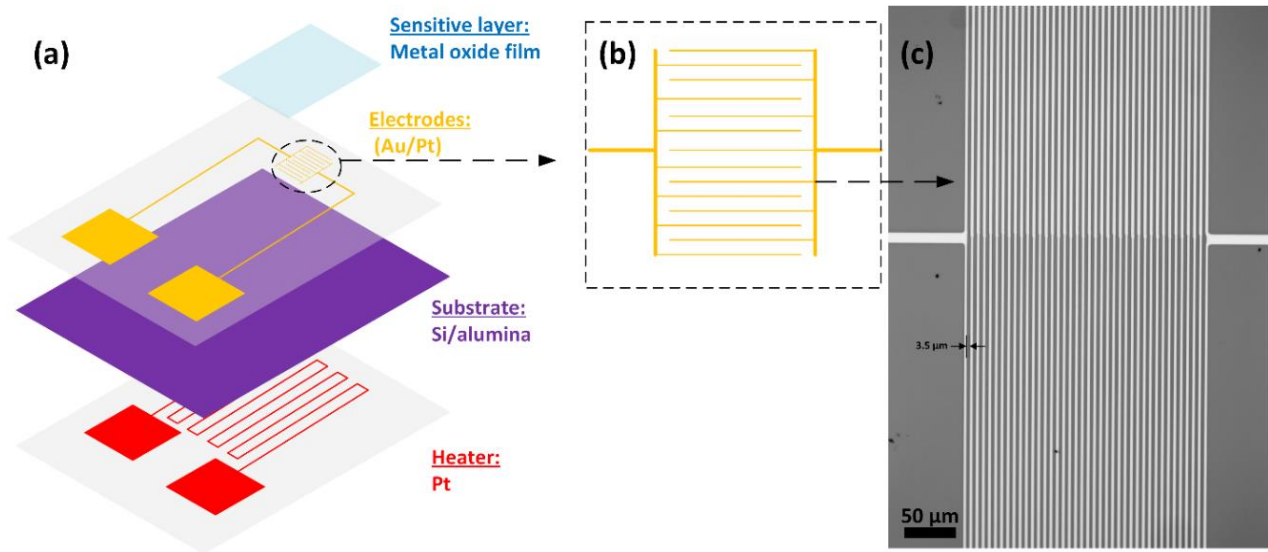 (a)
Sensitive layer:
Metal oxide film
Electrodes:
(Au/Pt)
Substrate:
Si/alumina
Heater:
Pt
(b)
(c)
3.5 μm
50 μm